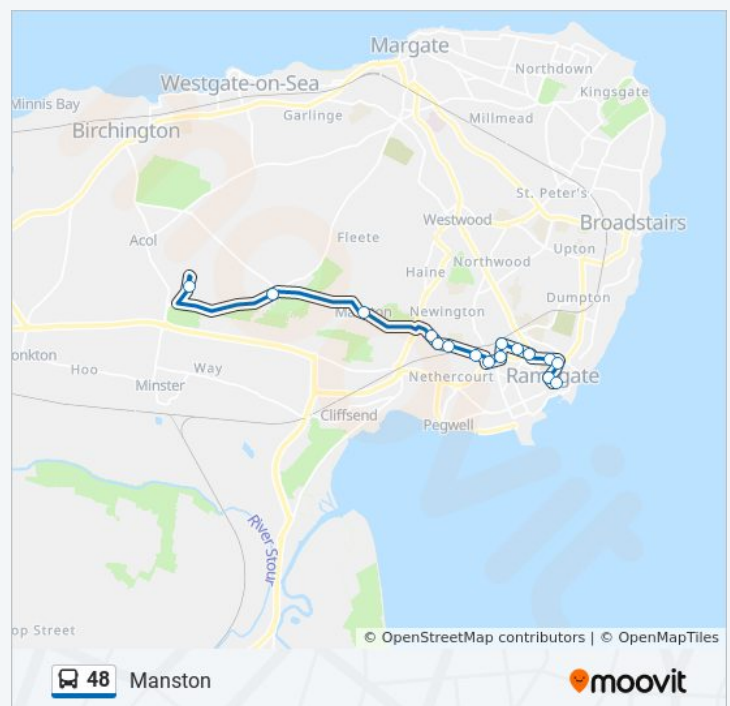 Margate
Northdown
Westgate-on-Sea
Kingsgate
Minnis Bay
Garlinge
Millmead
Birchington
St. Peter's
Westwood
Broadstairs
Acol
Fleete
Northwood
Upton
Haine
Dumpton
Newington
Monkton
Hoo
Way
Nethercourt
Ramsgate
Minster
Cliffsend
Pegwell
River Stour
op Street
© OpenStreetMap contributors | © OpenMapTiles
48 Manston
moovit